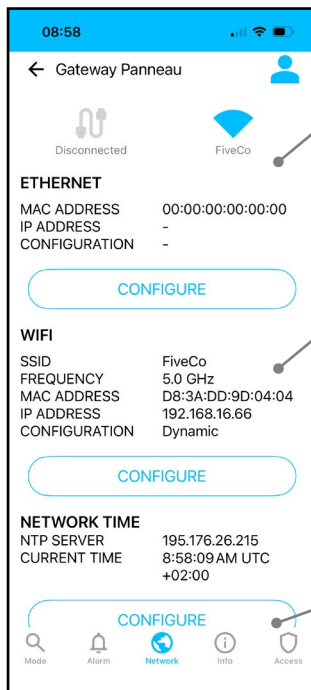 08:58
Gateway Panneau
Disconnected FiveCo
ETHERNET
MAC ADDRESS 00:00:00:00:00:00
IP ADDRESS -
CONFIGURATION -
CONFIGURE
WIFI
SSID FiveCo
FREQUENCY 5.0 GHz
MAC ADDRESS D8:3A:DD:9D:04:04
IP ADDRESS 192.168.16.66
CONFIGURATION Dynamic
CONFIGURE
NETWORK TIME
NTP SERVER 195.176.26.215
CURRENT TIME 8:58:09 AM UTC
+02:00
CONFIGURE
Mode Alarm Network Info Access